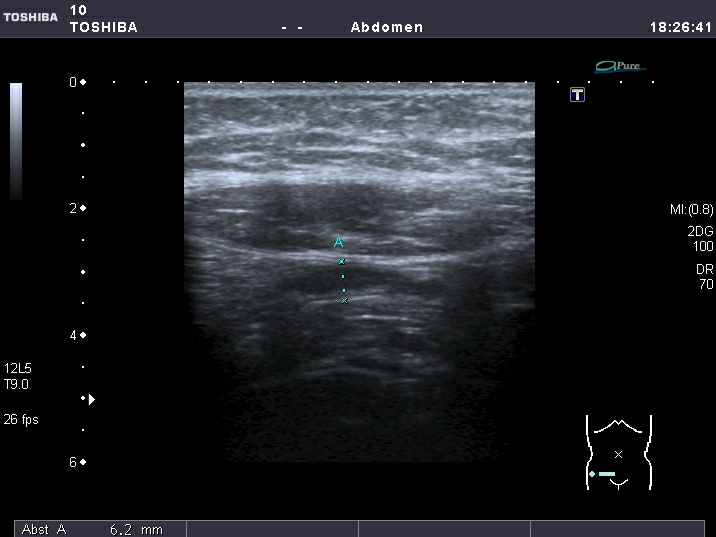 TOSHIBA
10
TOSHIBA - - Abdomen 18:26:41
aPure
T
0
2
4
6
A
MI:(0.8)
2DG
100
DR
70
12L5
T9.0
26 fps
Abst A 6.2 mm